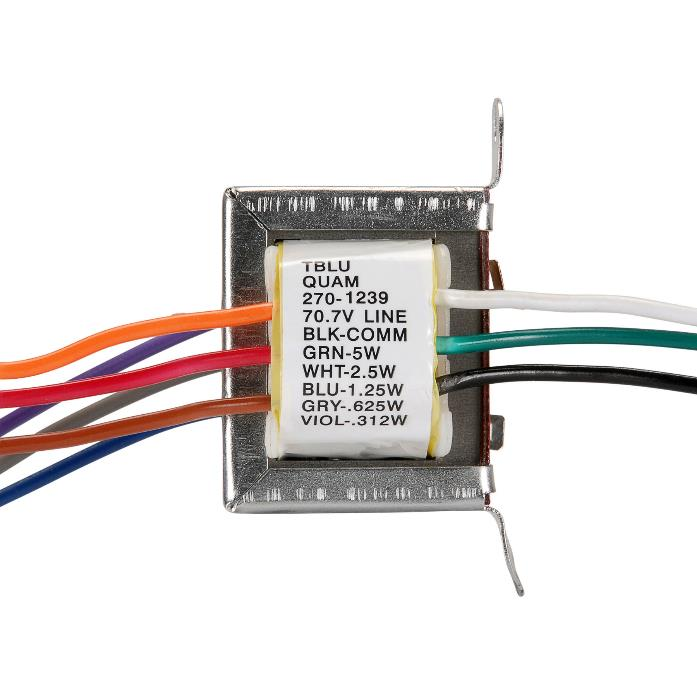 TBLU
QUAM
270-1239
70.7V LINE
BLK-COMM
GRN-5W
WHT-2.5W
BLU-1.25W
GRY-.625W
VIOL-.312W